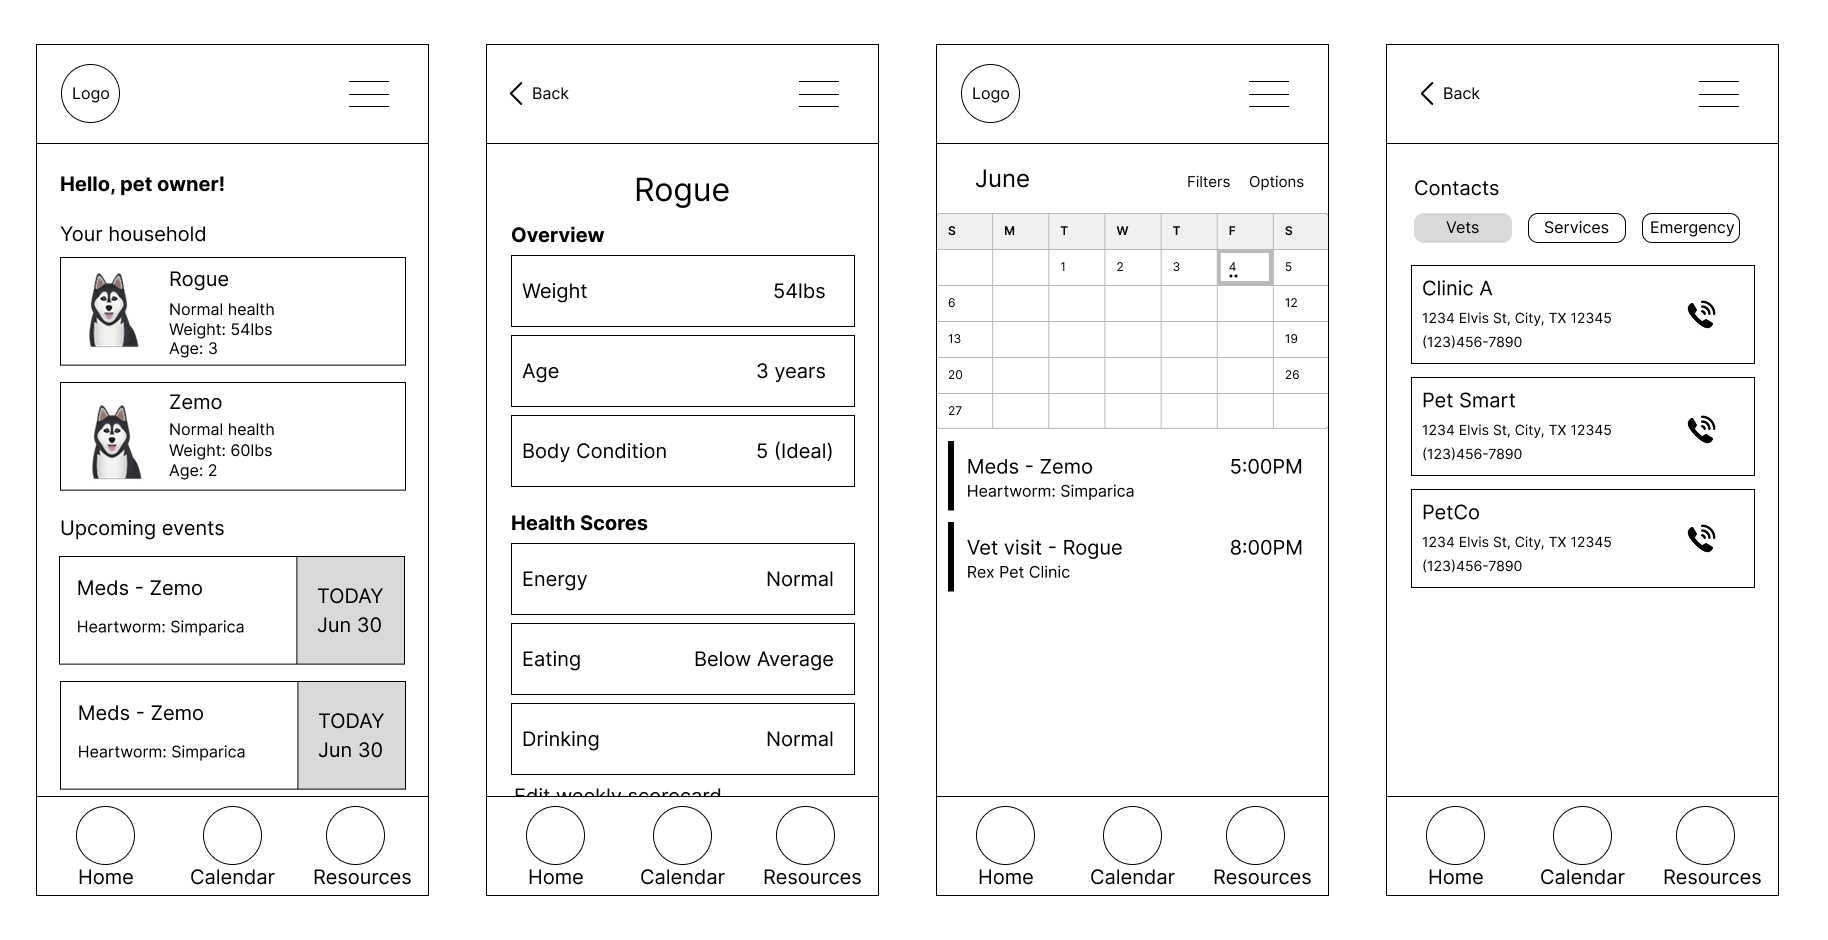 Logo
Hello, pet owner!
Your household
Rogue
Normal health
Weight: 54lbs
Age: 3
Zemo
Normal health
Weight: 60lbs
Age: 2
Upcoming events
Meds - Zemo
Heartworm: Simparica
TODAY
Jun 30
Meds - Zemo
Heartworm: Simparica
TODAY
Jun 30
Home Calendar Resources
Back
Rogue
Overview
Weight 54lbs
Age 3 years
Body Condition 5 (Ideal)
Health Scores
Energy Normal
Eating Below Average
Drinking Normal
Edit weekly scorecard
Home Calendar Resources
Logo
June Filters Options
S M T W T F S
1 2 3 4 5
6 12
13 19
20 26
27
Meds - Zemo 5:00PM
Heartworm: Simparica
Vet visit - Rogue 8:00PM
Rex Pet Clinic
Home Calendar Resources
Back
Contacts
Vets Services Emergency
Clinic A
1234 Elvis St, City, TX 12345
(123)456-7890
Pet Smart
1234 Elvis St, City, TX 12345
(123)456-7890
PetCo
1234 Elvis St, City, TX 12345
(123)456-7890
Home Calendar Resources